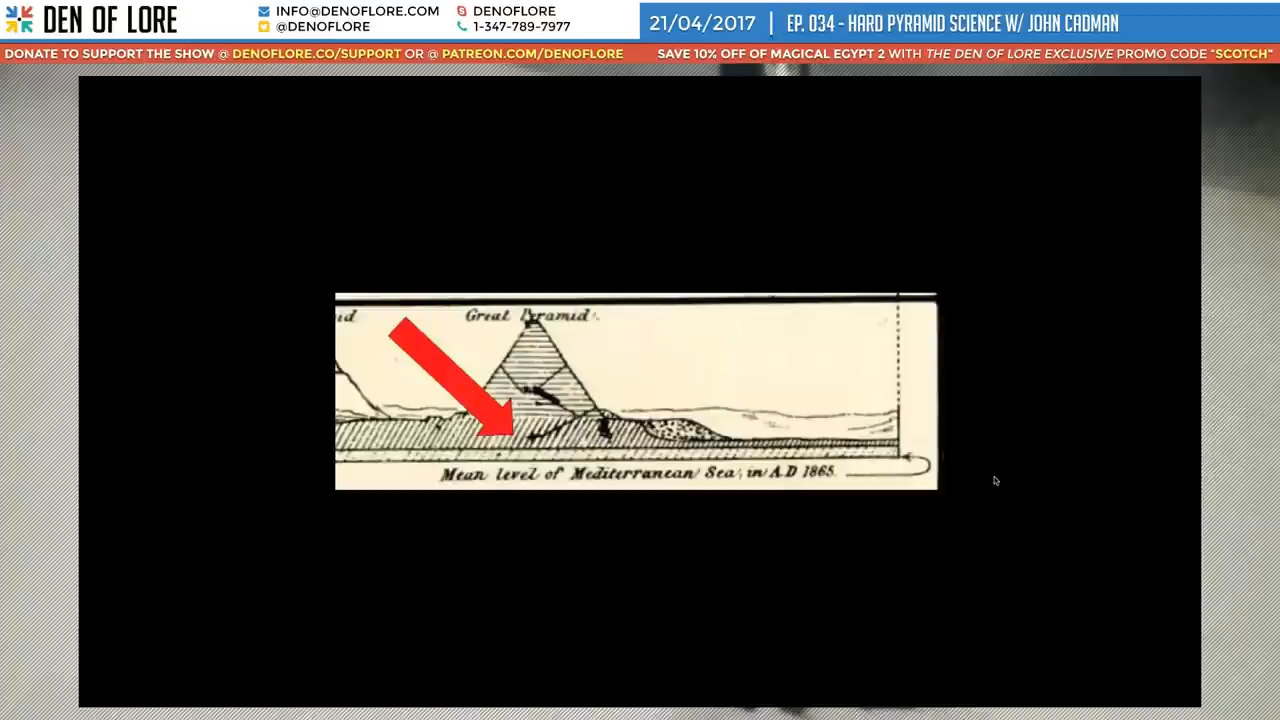 DEN OF LORE
INFO@DENOFLORE.COM
@DENOFLORE
DENOFLORE
1-347-789-7977
21/04/2017 | EP. 034 - HARD PYRAMID SCIENCE W/ JOHN CADMAN
DONATE TO SUPPORT THE SHOW @ DENOFLORE.CO/SUPPORT OR @ PATREON.COM/DENOFLORE
SAVE 10% OFF OF MAGICAL EGYPT 2 WITH THE DEN OF LORE EXCLUSIVE PROMO CODE "SCOTCH"
id
Great Pyramid.
Mean level of Mediterranean Sea, in A.D 1865.